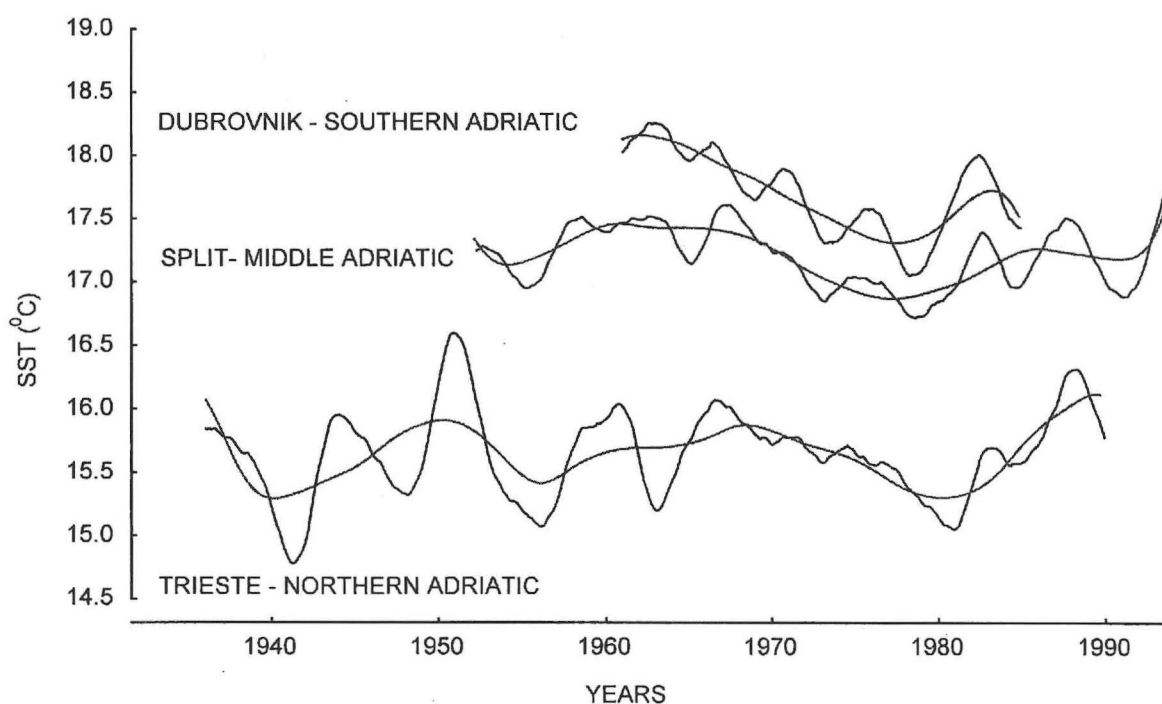 19.0
18.5
DUBROVNIK - SOUTHERN ADRIATIC
18.0
17.5
SPLIT- MIDDLE ADRIATIC
17.0
SST (⁰C)
16.5
16.0
15.5
15.0
TRIESTE - NORTHERN ADRIATIC
14.5
1940 1950 1960 1970 1980 1990
YEARS